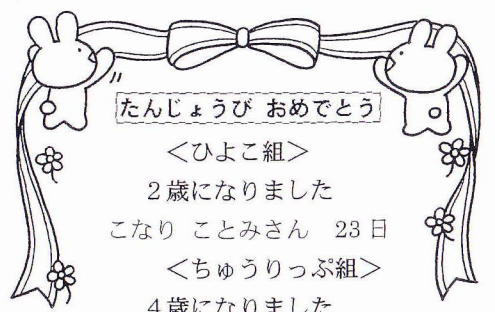 たんじょうび おめでとう
＜ひよこ組＞
２歳になりました
こなり ことみさん 23日
＜ちゅうりっぷ組＞
４歳になりました